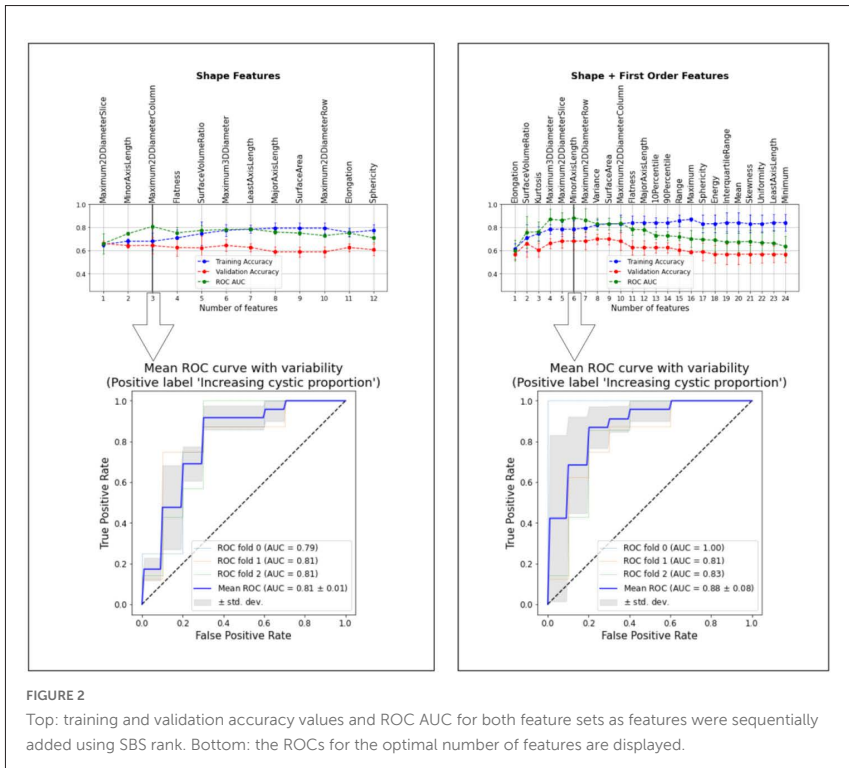 Shape Features
Maximum2DDiameterSlice
MinorAxisLength
Maximum2DDiameterColumn
Flatness
SurfaceVolumeRatio
Maximum3DDiameter
LeastAxisLength
MajorAxisLength
SurfaceArea
Maximum2DDiameterRow
Elongation
Sphericity
1.0
0.8
0.6
0.4
Training Accuracy
Validation Accuracy
ROC AUC
1 2 3 4 5 6 7 8 9 10 11 12
Number of features
Mean ROC curve with variability
(Positive label 'Increasing cystic proportion')
True Positive Rate
1.0
0.8
0.6
0.4
0.2
0.0
ROC fold 0 (AUC = 0.79)
ROC fold 1 (AUC = 0.81)
ROC fold 2 (AUC = 0.81)
Mean ROC (AUC = 0.81 ± 0.01)
± std. dev.
0.0 0.2 0.4 0.6 0.8 1.0
False Positive Rate
Shape + First Order Features
Elongation
SurfaceVolumeRatio
Kurtosis
Maximum3DDiameter
Maximum2DDiameterSlice
MinorAxisLength
Maximum2DDiameterRow
Variance
SurfaceArea
Maximum2DDiameterColumn
Flatness
MajorAxisLength
10Percentile
90Percentile
Range
Maximum
Sphericity
Energy
InterquartileRange
Mean
Skewness
Uniformity
LeastAxisLength
Minimum
1.0
0.8
0.6
0.4
Training Accuracy
Validation Accuracy
ROC AUC
1 2 3 4 5 6 7 8 9 10 11 12 13 14 15 16 17 18 19 20 21 22 23 24
Number of features
Mean ROC curve with variability
(Positive label 'Increasing cystic proportion')
True Positive Rate
1.0
0.8
0.6
0.4
0.2
0.0
ROC fold 0 (AUC = 1.00)
ROC fold 1 (AUC = 0.81)
ROC fold 2 (AUC = 0.83)
Mean ROC (AUC = 0.88 ± 0.08)
± std. dev.
0.0 0.2 0.4 0.6 0.8 1.0
False Positive Rate
FIGURE 2
Top: training and validation accuracy values and ROC AUC for both feature sets as features were sequentially
added using SBS rank. Bottom: the ROCs for the optimal number of features are displayed.